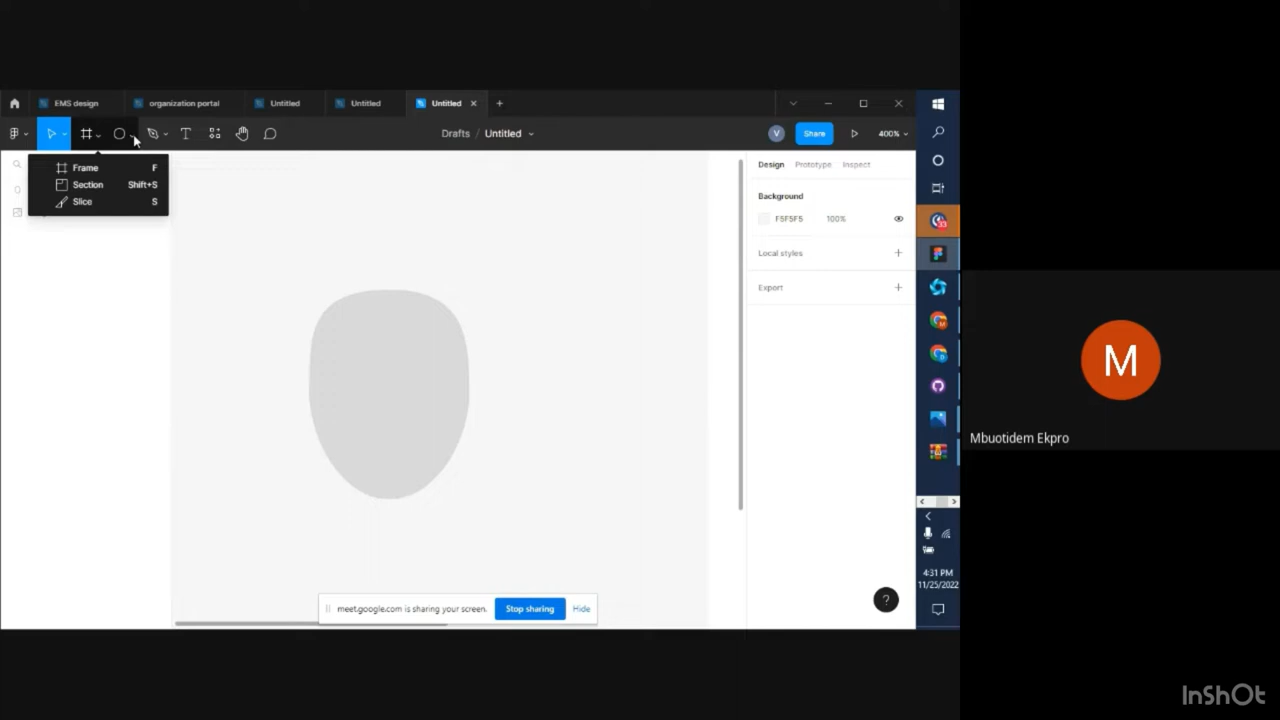 EMS design
organization portal
Untitled
Untitled
Untitled
Drafts / Untitled
V
Share
400%
Frame F
Section Shift+S
Slice S
Design Prototype Inspect
Background
F5F5F5 100%
Local styles
Export
meet.google.com is sharing your screen.
Stop sharing
Hide
?
4:31 PM
11/25/2022
M
Mbuotidem Ekpro
InShOt